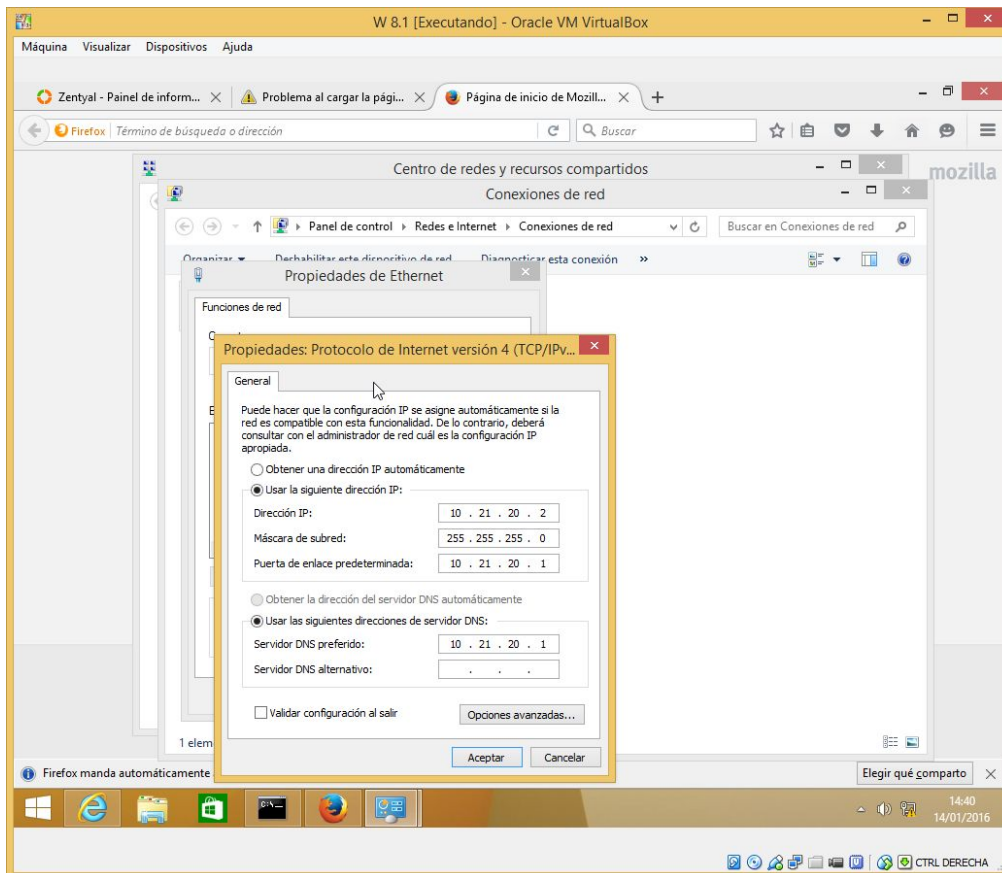 W 8.1 [Executando] - Oracle VM VirtualBox
Máquina Visualizar Dispositivos Ajuda
Zentyal - Painel de inform... Problema al cargar la pági... Página de inicio de Mozill...
Firefox Término de búsqueda o dirección Buscar
mozilla
Centro de redes y recursos compartidos
Conexiones de red
Panel de control Redes e Internet Conexiones de red Buscar en Conexiones de red
Organizar Deshabilitar este dispositivo de red Diagnosticar esta conexión »
Propiedades de Ethernet
Funciones de red
Propiedades: Protocolo de Internet versión 4 (TCP/IPv...
General
Puede hacer que la configuración IP se asigne automáticamente si la
red es compatible con esta funcionalidad. De lo contrario, deberá
consultar con el administrador de red cuál es la configuración IP
apropiada.
Obtener una dirección IP automáticamente
Usar la siguiente dirección IP:
Dirección IP: 10 . 21 . 20 . 2
Máscara de subred: 255 . 255 . 255 . 0
Puerta de enlace predeterminada: 10 . 21 . 20 . 1
Obtener la dirección del servidor DNS automáticamente
Usar las siguientes direcciones de servidor DNS:
Servidor DNS preferido: 10 . 21 . 20 . 1
Servidor DNS alternativo: . . .
Validar configuración al salir Opciones avanzadas...
Aceptar Cancelar
1 elem
Firefox manda automáticamente Elegir qué comparto
14:40
14/01/2016
CTRL DERECHA